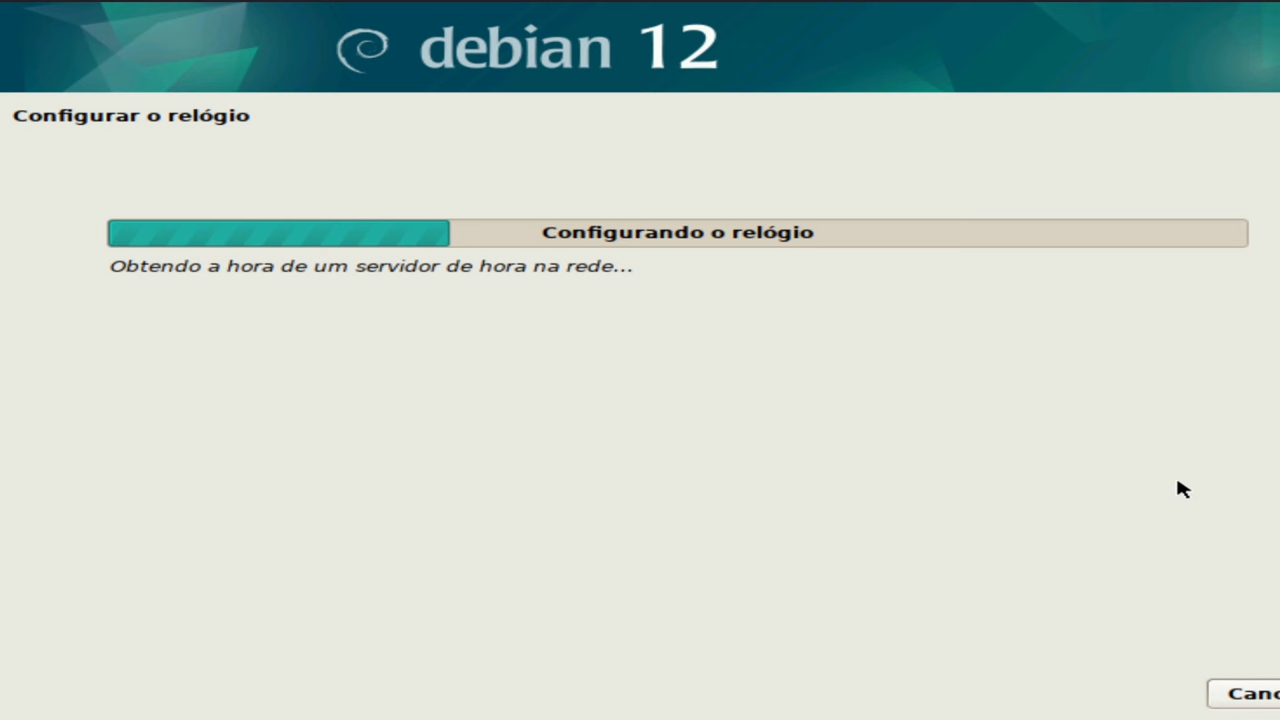 debian 12
Configurar o relógio
Configurando o relógio
Obtendo a hora de um servidor de hora na rede...